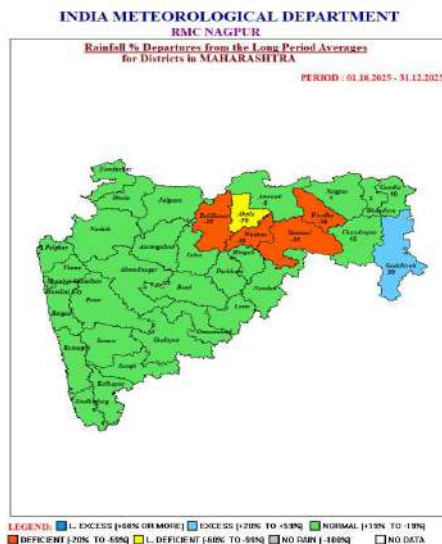 INDIA METEOROLOGICAL DEPARTMENT
RMC NAGPUR
Rainfall % Departures from the Long Period Averages
for Districts in MAHARASHTRA
PERIOD : 01.10.2025 - 31.12.2025
Nandurbar
Dhule
Jalgaon
Buldhana
Akola
-70
Amravati
Nagpur
Gondia
Bhandara
Wardha
Washim
Yavatmal
Chandrapur
Gadchiroli
Nashik
Aurangabad
Jalna
Hingoli
Parbhani
Nanded
Palghar
Thane
Ahmednagar
Beed
Latur
Pune
Raigad
Satara
Solapur
Osmanabad
Ratnagiri
Sangli
Kolhapur
Sindhudurg
LEGEND: L. EXCESS [+60% OR MORE] EXCESS [+20% TO +59%] NORMAL [+19% TO -19%]
DEFICIENT [-20% TO -59%] L. DEFICIENT [-60% TO -99%] NO RAIN [-100%] NO DATA